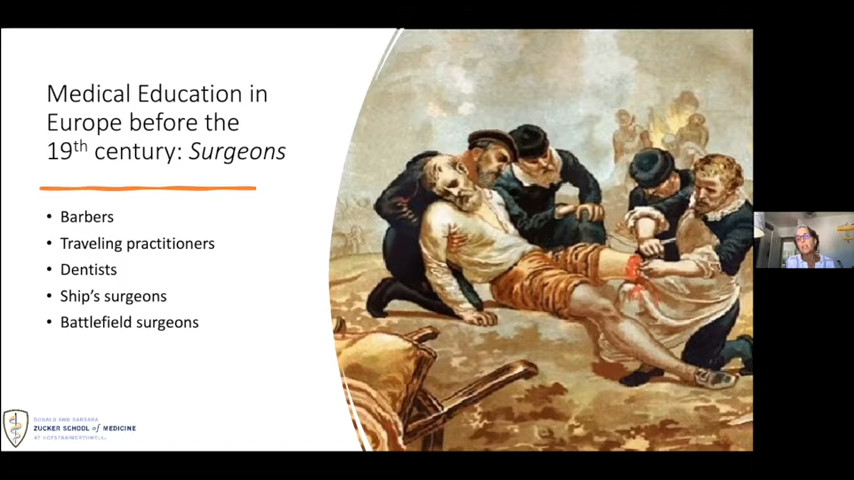 Medical Education in
Europe before the
19th century: Surgeons
• Barbers
• Traveling practitioners
• Dentists
• Ship's surgeons
• Battlefield surgeons
DONALD AND BARBARA
ZUCKER SCHOOL of MEDICINE
AT HOFSTRA/NORTHWELL